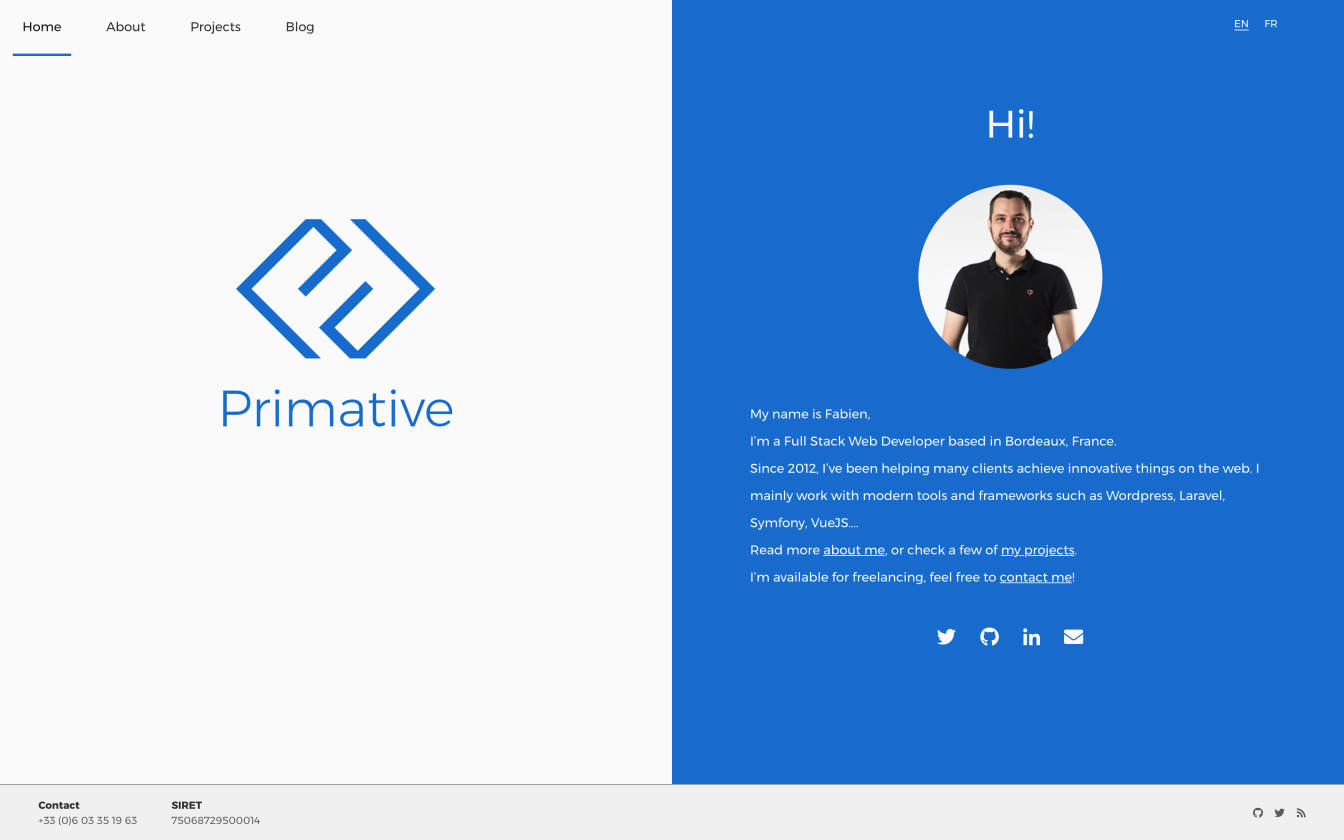 Home About Projects Blog
EN FR
Primative
Hi!
My name is Fabien,
I'm a Full Stack Web Developer based in Bordeaux, France.
Since 2012, I've been helping many clients achieve innovative things on the web. I
mainly work with modern tools and frameworks such as Wordpress, Laravel,
Symfony, VueJS....
Read more about me, or check a few of my projects.
I'm available for freelancing, feel free to contact me!
Contact
+33 (0)6 03 35 19 63
SIRET
75068729500014